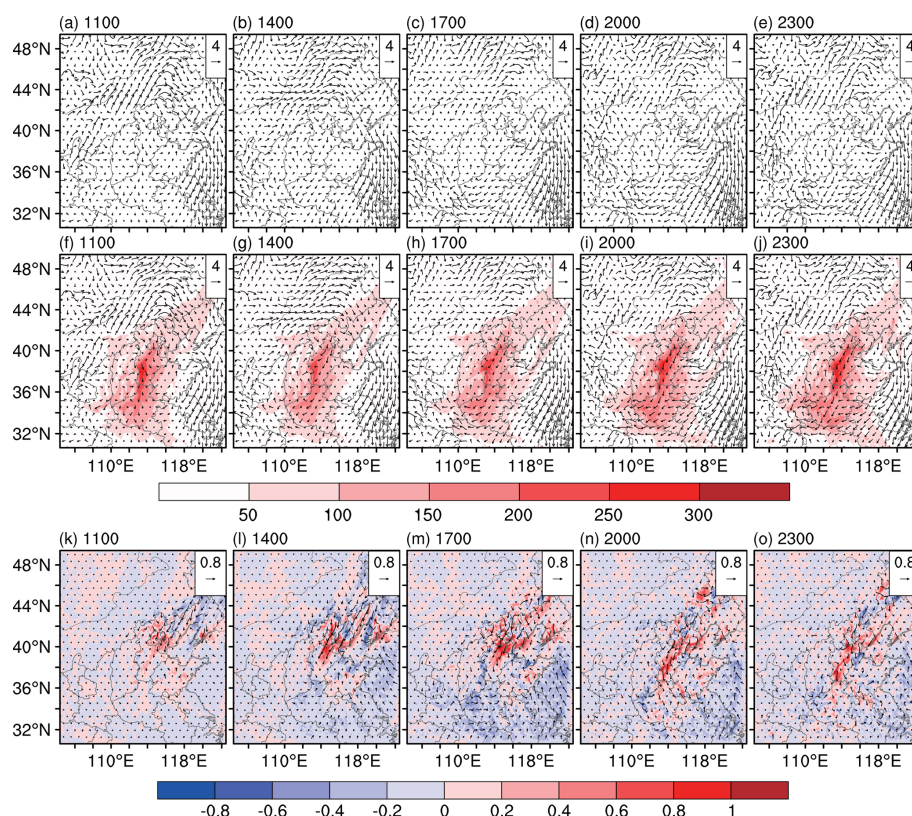 (a) 1100 (b) 1400 (c) 1700 (d) 2000 (e) 2300
4 4 4 4 4
48°N
44°N
40°N
36°N
32°N
(f) 1100 (g) 1400 (h) 1700 (i) 2000 (j) 2300
4 4 4 4 4
48°N
44°N
40°N
36°N
32°N
110°E 118°E 110°E 118°E 110°E 118°E 110°E 118°E 110°E 118°E
50 100 150 200 250 300
(k) 1100 (l) 1400 (m) 1700 (n) 2000 (o) 2300
0.8 0.8 0.8 0.8 0.8
48°N
44°N
40°N
36°N
32°N
110°E 118°E 110°E 118°E 110°E 118°E 110°E 118°E 110°E 118°E
-0.8 -0.6 -0.4 -0.2 0 0.2 0.4 0.6 0.8 1